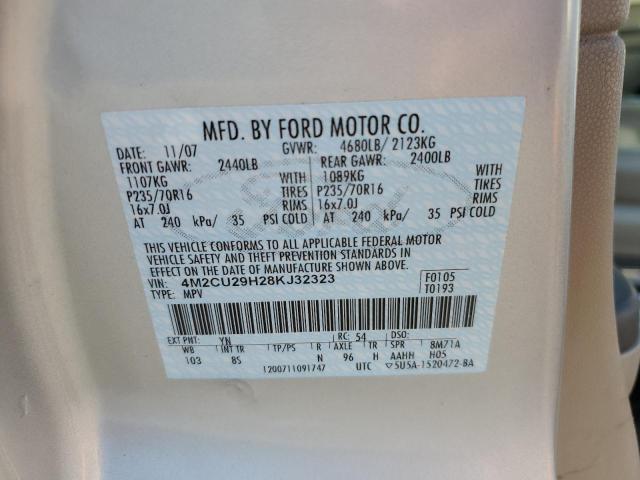 MFD. BY FORD MOTOR CO.
DATE: 11/07 GVWR: 4680LB/ 2123KG
FRONT GAWR: 2440LB REAR GAWR: 2400LB
1107KG WITH 1089KG WITH
P235/70R16 TIRES P235/70R16 TIRES
16x7.0J RIMS 16x7.0J RIMS
AT 240 kPa/ 35 PSI COLD AT 240 kPa/ 35 PSI COLD
THIS VEHICLE CONFORMS TO ALL APPLICABLE FEDERAL MOTOR
VEHICLE SAFETY AND THEFT PREVENTION STANDARDS IN
EFFECT ON THE DATE OF MANUFACTURE SHOWN ABOVE.
VIN: 4M2CU29H28KJ32323 F0105
TYPE: MPV T0193
EXT PNT: YN RC: 54 DSO:
WB INT TR TP/PS R AXLE TR SPR 8M71A
103 8S N 96 H AAHH H05
1200711091747 UTC ▽5U5A-1520472-BA